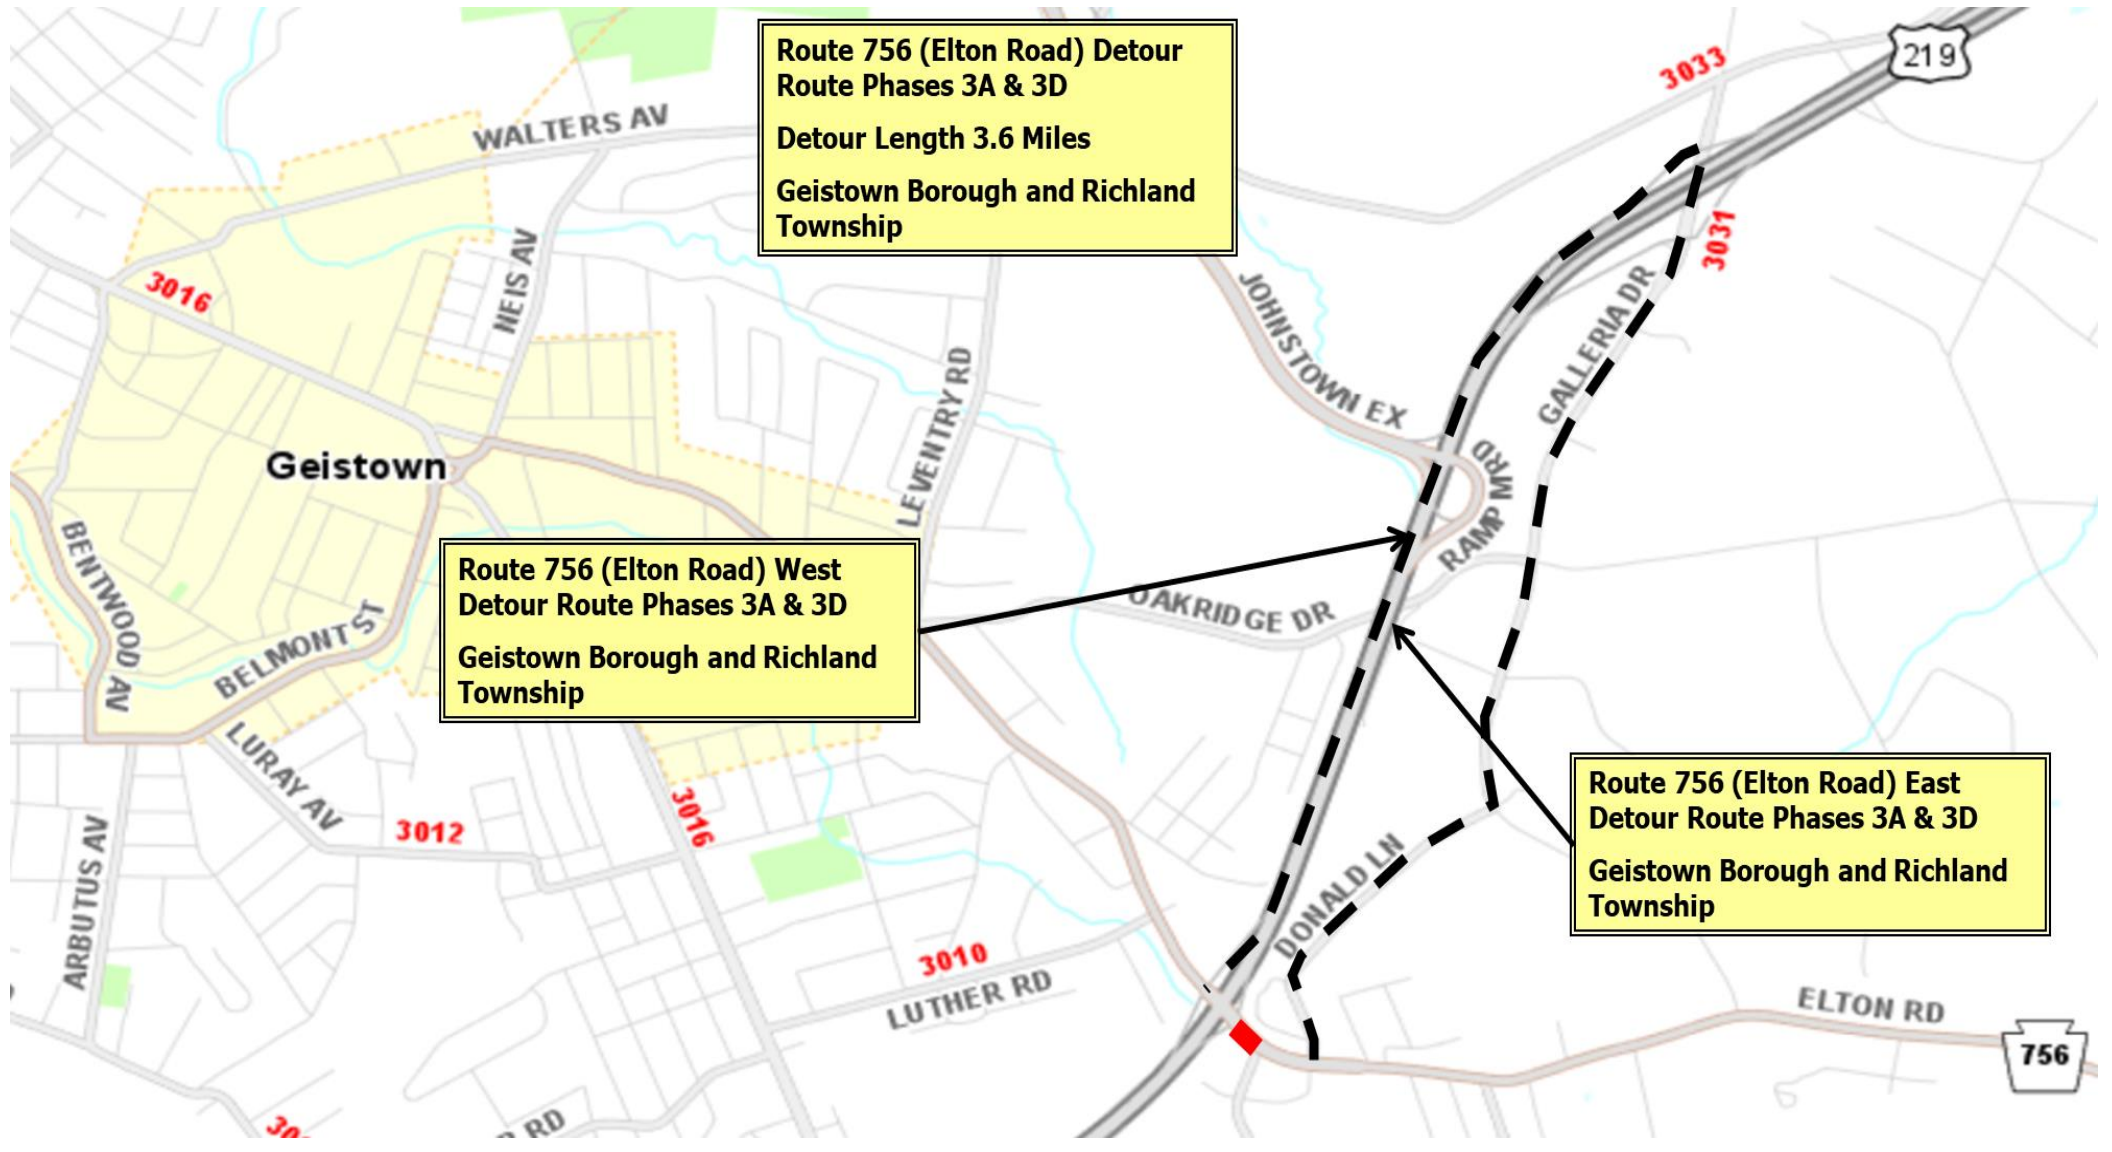 Route 756 (Elton Road) Detour
Route Phases 3A & 3D
Detour Length 3.6 Miles
Geistown Borough and Richland
Township
219
3033
WALTERS AV
3031
3016
NEIS AV
JOHNSTOWN EX
GALLERIA DR
LEVENTRY RD
Geistown
RAMP MRD
BENTWOOD AV
Route 756 (Elton Road) West
Detour Route Phases 3A & 3D
Geistown Borough and Richland
Township
OAKRIDGE DR
BELMONT ST
LURAY AV
3012
3016
Route 756 (Elton Road) East
Detour Route Phases 3A & 3D
Geistown Borough and Richland
Township
ARBUTUS AV
DONALD LN
3010
LUTHER RD
ELTON RD
756
RD